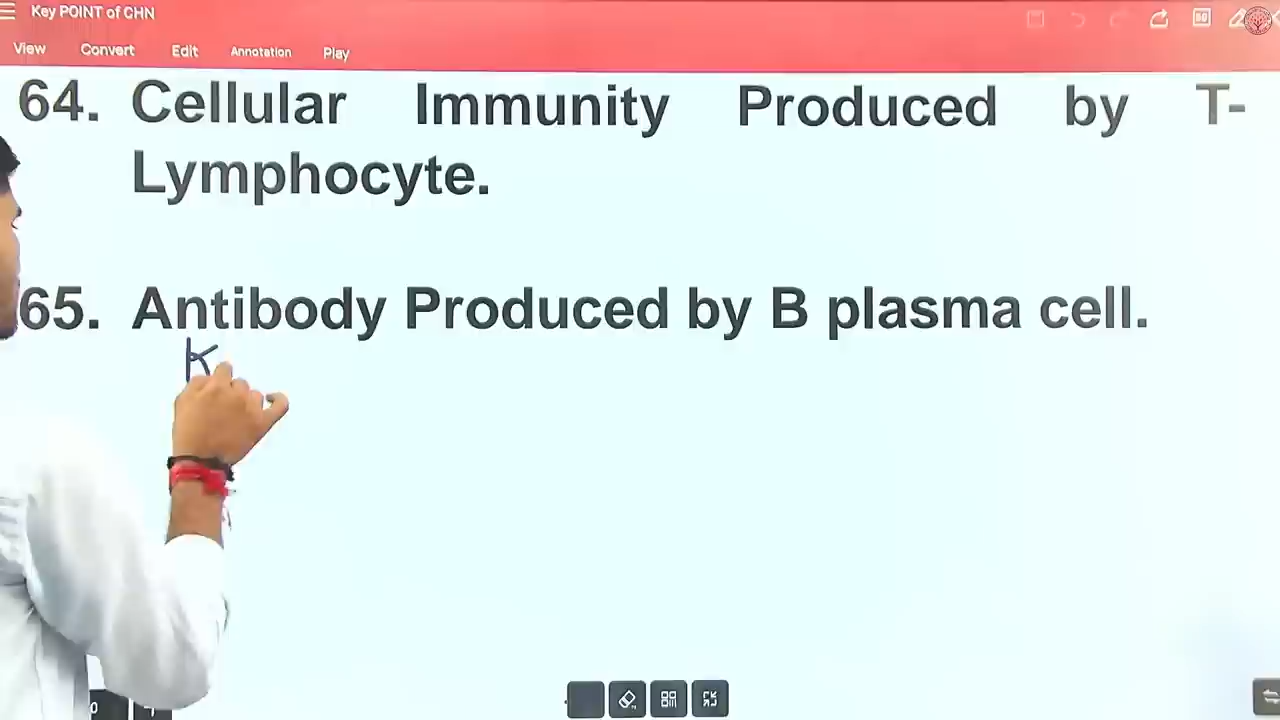 Key POINT of CHN
View Convert Edit Annotation Play
64. Cellular Immunity Produced by T-
Lymphocyte.
65. Antibody Produced by B plasma cell.
K